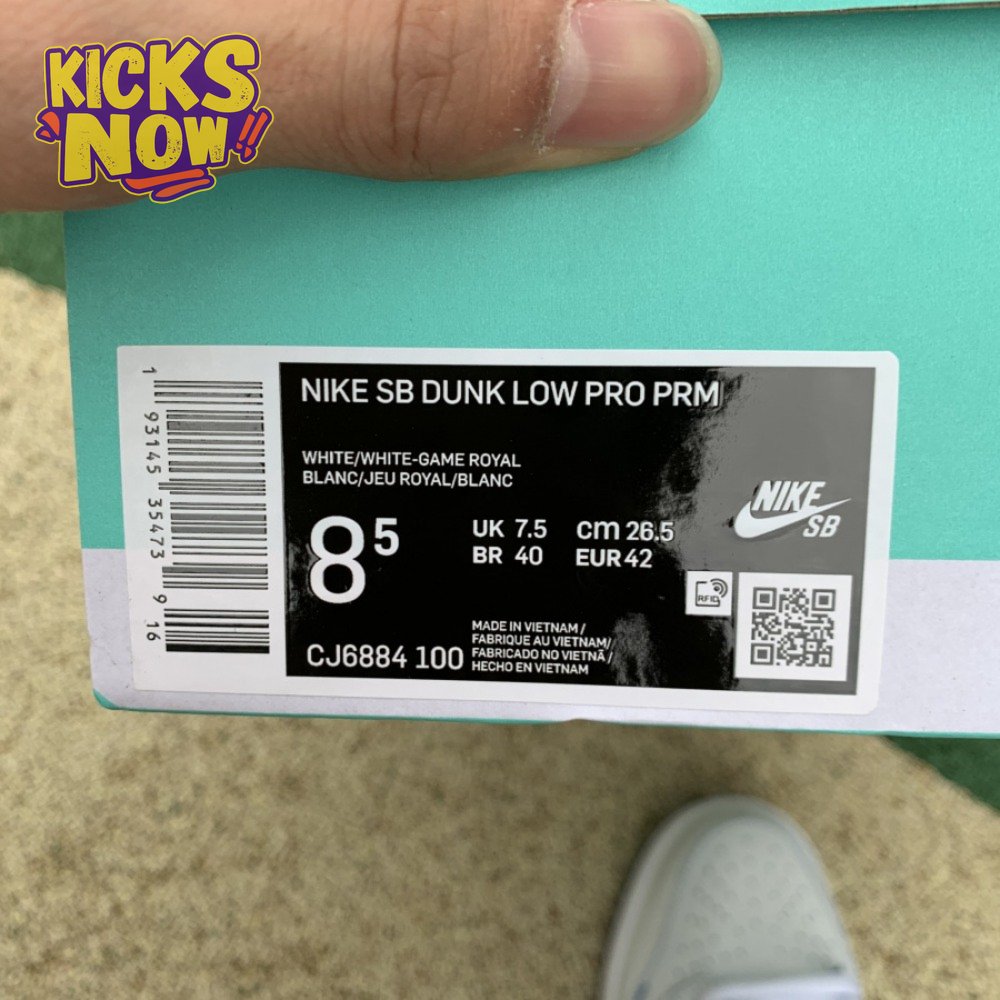 KICKS
NOW!!
NIKE SB DUNK LOW PRO PRM
WHITE/WHITE-GAME ROYAL
BLANC/JEU ROYAL/BLANC
8 5
UK 7.5 cm 26.5
BR 40 EUR 42
NIKE
SB
RFID
CJ6884 100
MADE IN VIETNAM /
FABRIQUE AU VIETNAM/
FABRICADO NO VIETNÃ /
HECHO EN VIETNAM
1 93145 35473 9 16